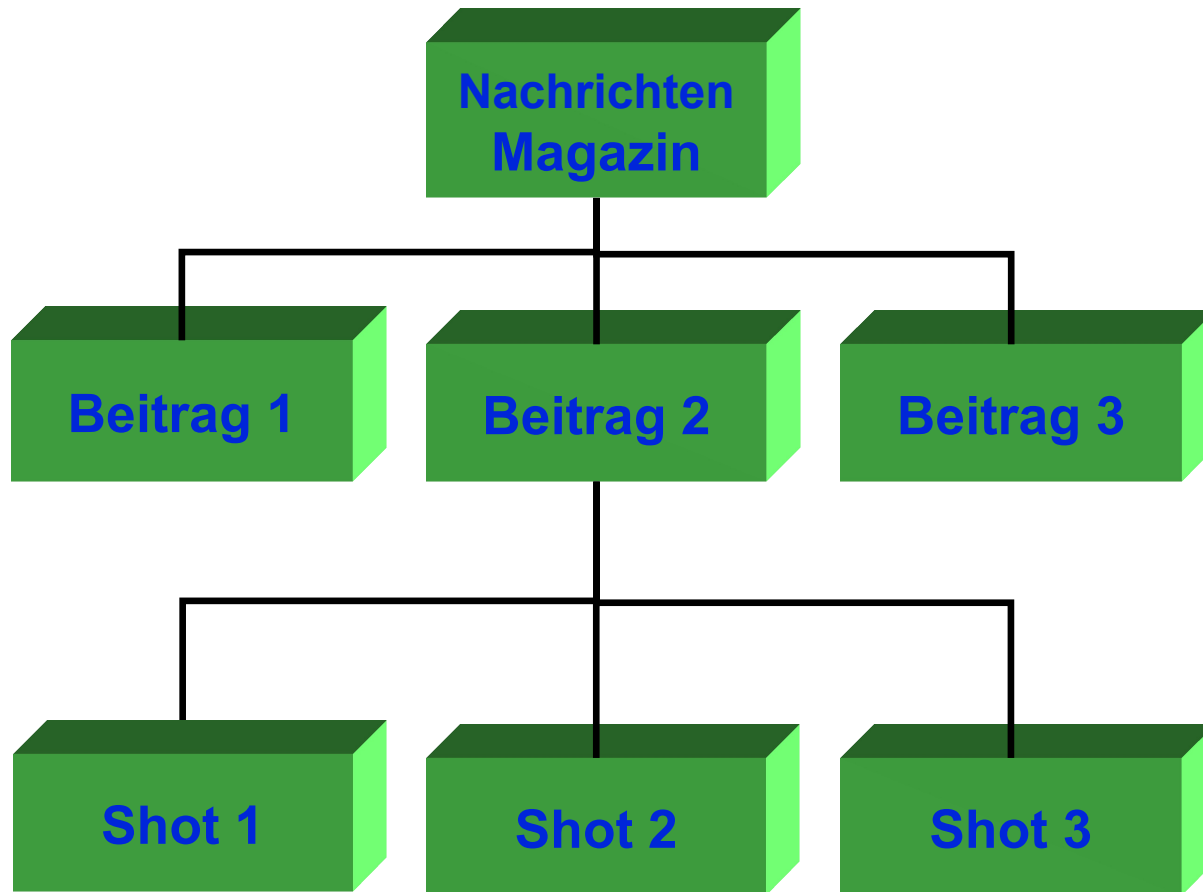 Nachrichten
Magazin
Beitrag 1
Beitrag 2
Beitrag 3
Shot 1
Shot 2
Shot 3